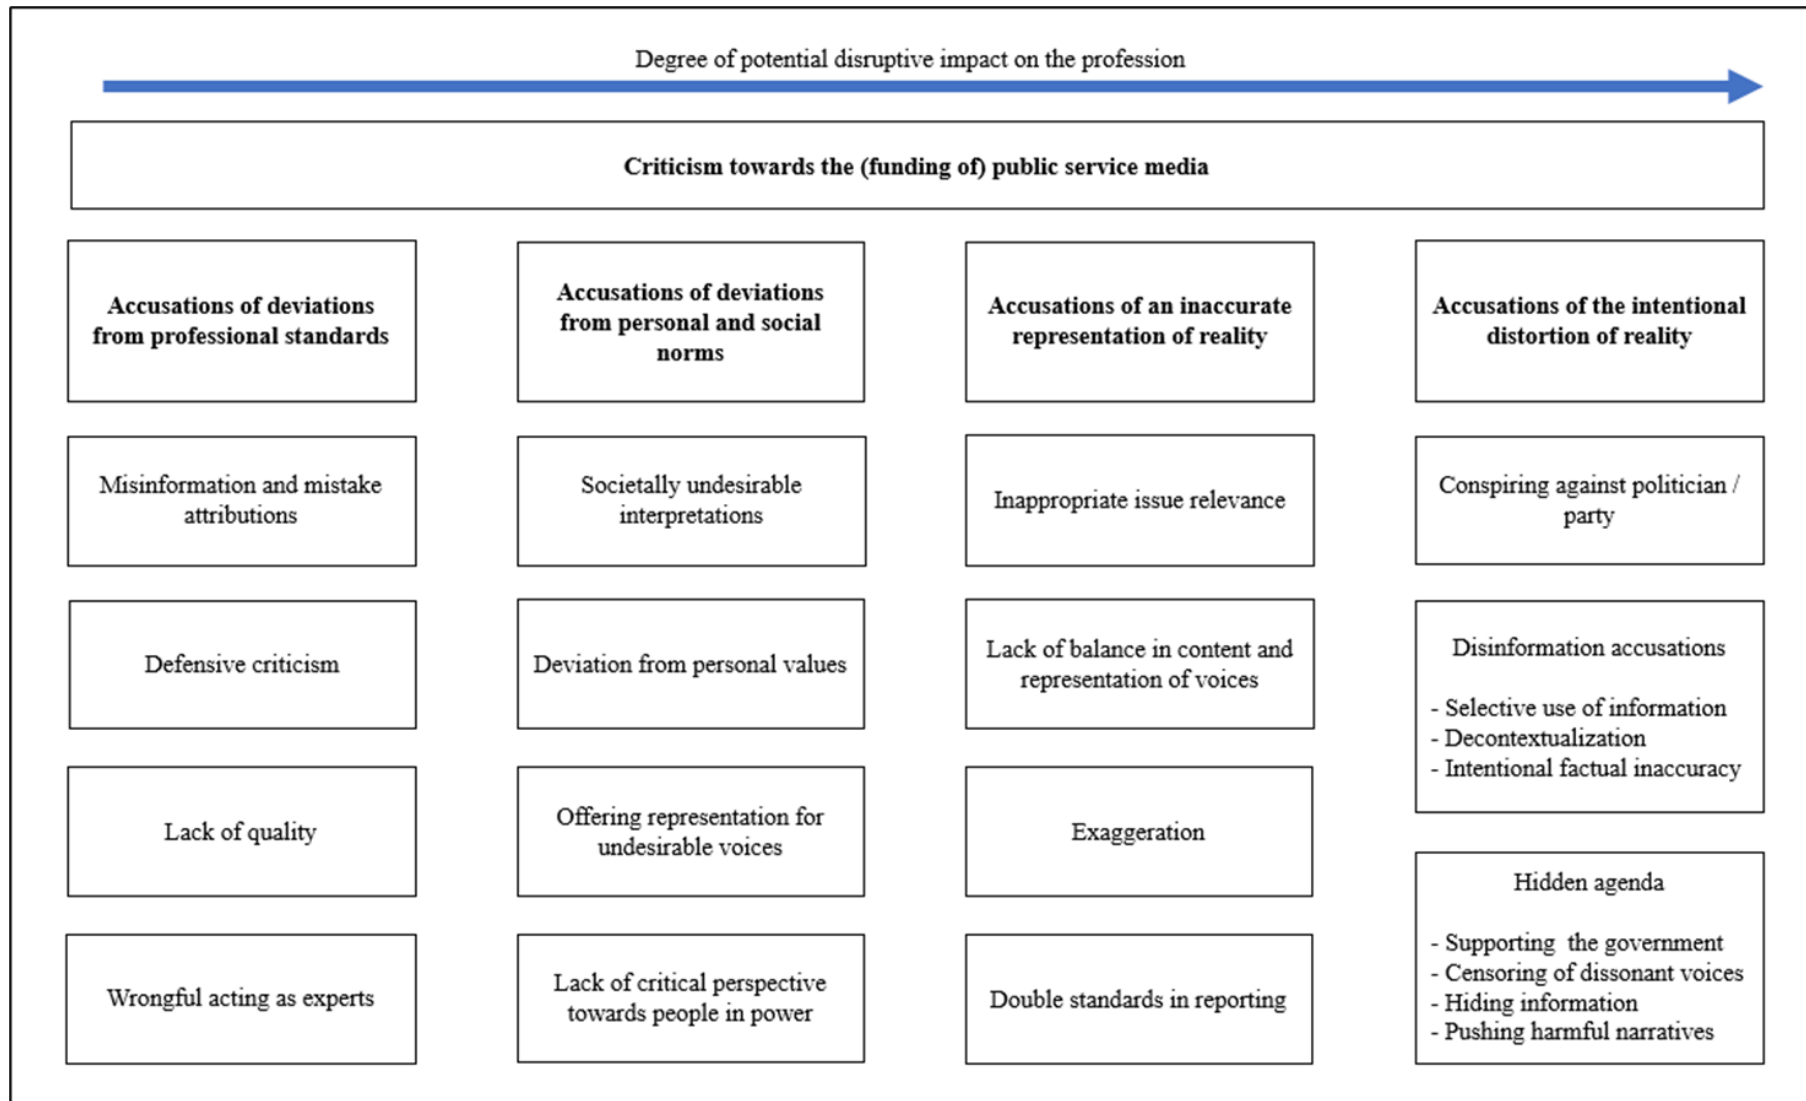 Degree of potential disruptive impact on the profession
Criticism towards the (funding of) public service media
Accusations of deviations
from professional standards
Accusations of deviations
from personal and social
norms
Accusations of an inaccurate
representation of reality
Accusations of the intentional
distortion of reality
Misinformation and mistake
attributions
Societally undesirable
interpretations
Inappropriate issue relevance
Conspiring against politician /
party
Defensive criticism
Deviation from personal values
Lack of balance in content and
representation of voices
Disinformation accusations
- Selective use of information
- Decontextualization
- Intentional factual inaccuracy
Lack of quality
Offering representation for
undesirable voices
Exaggeration
Hidden agenda
- Supporting the government
- Censoring of dissonant voices
- Hiding information
- Pushing harmful narratives
Wrongful acting as experts
Lack of critical perspective
towards people in power
Double standards in reporting